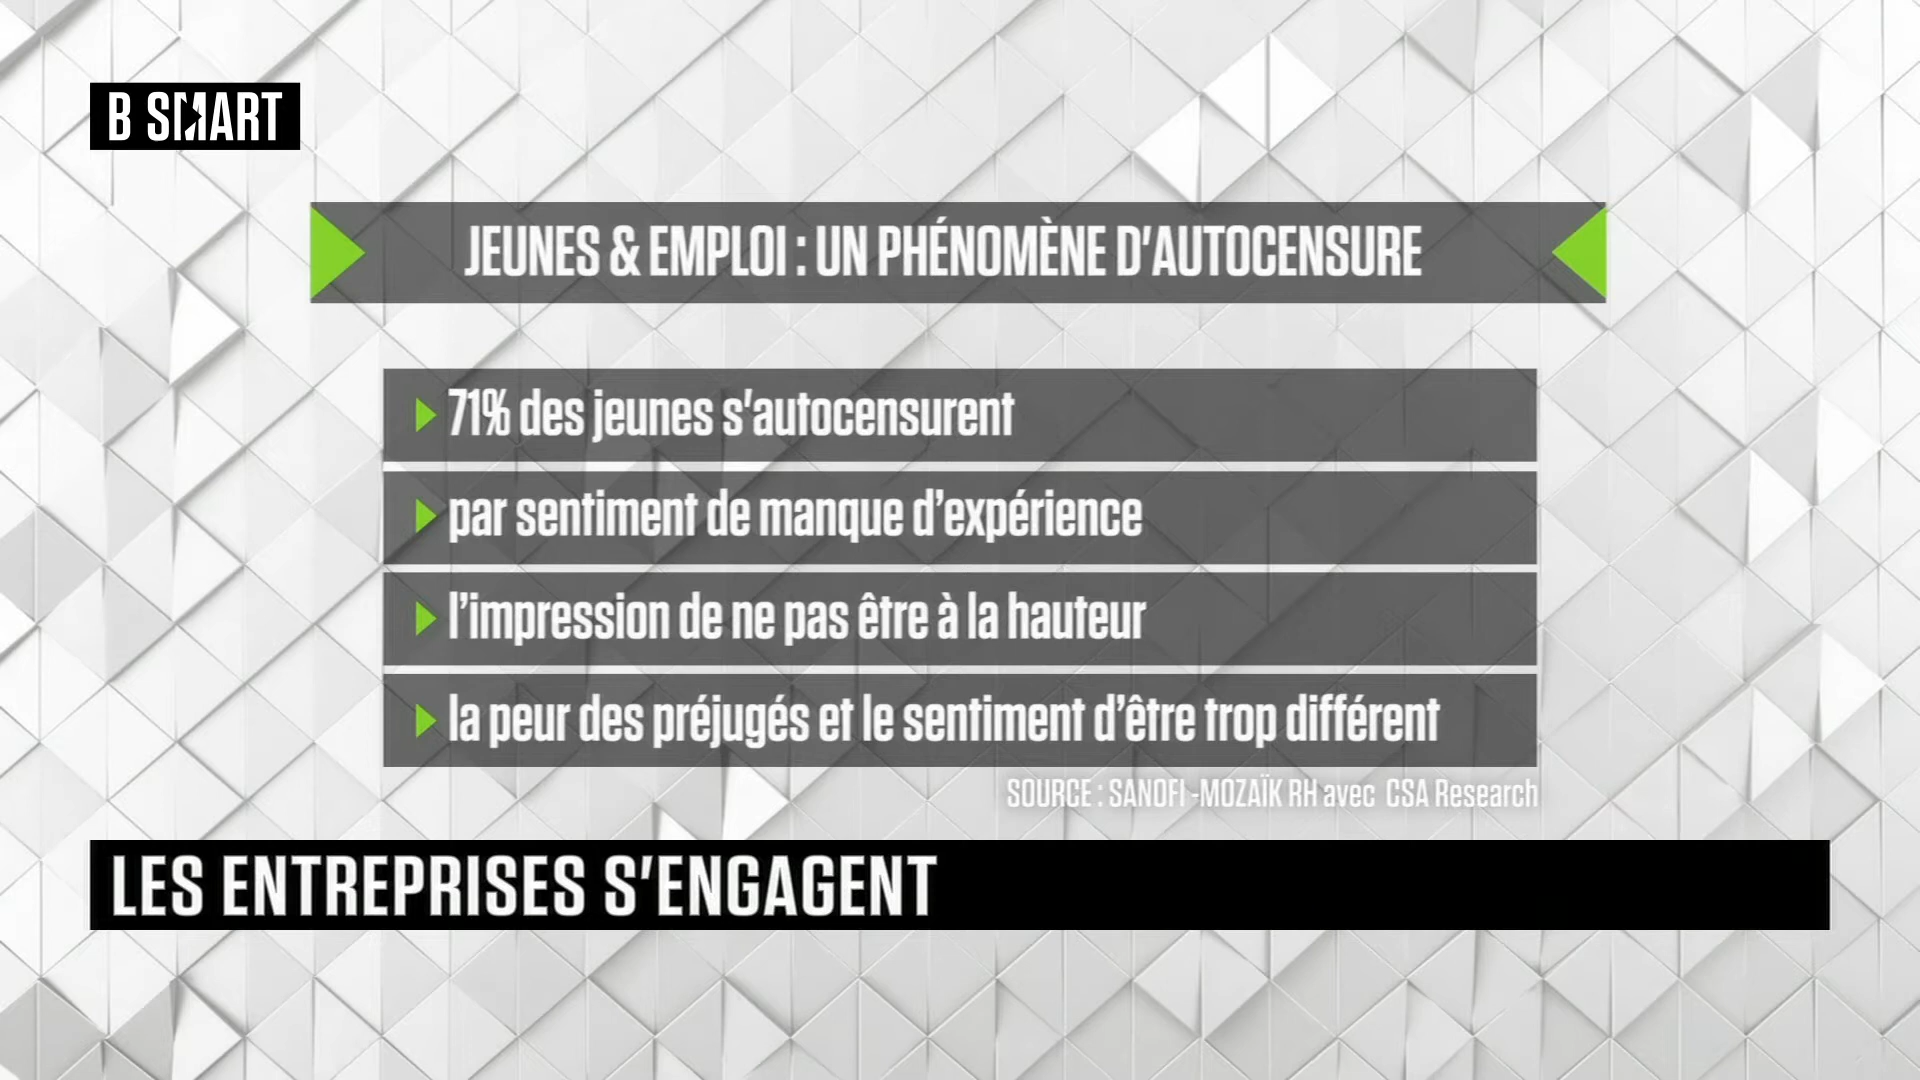 B SMART
JEUNES & EMPLOI : UN PHÉNOMÈNE D'AUTOCENSURE
71% des jeunes s'autocensurent
par sentiment de manque d’expérience
l’impression de ne pas être à la hauteur
la peur des préjugés et le sentiment d’être trop différent
SOURCE : SANOFI -MOZAÏK RH avec CSA Research
LES ENTREPRISES S’ENGAGENT